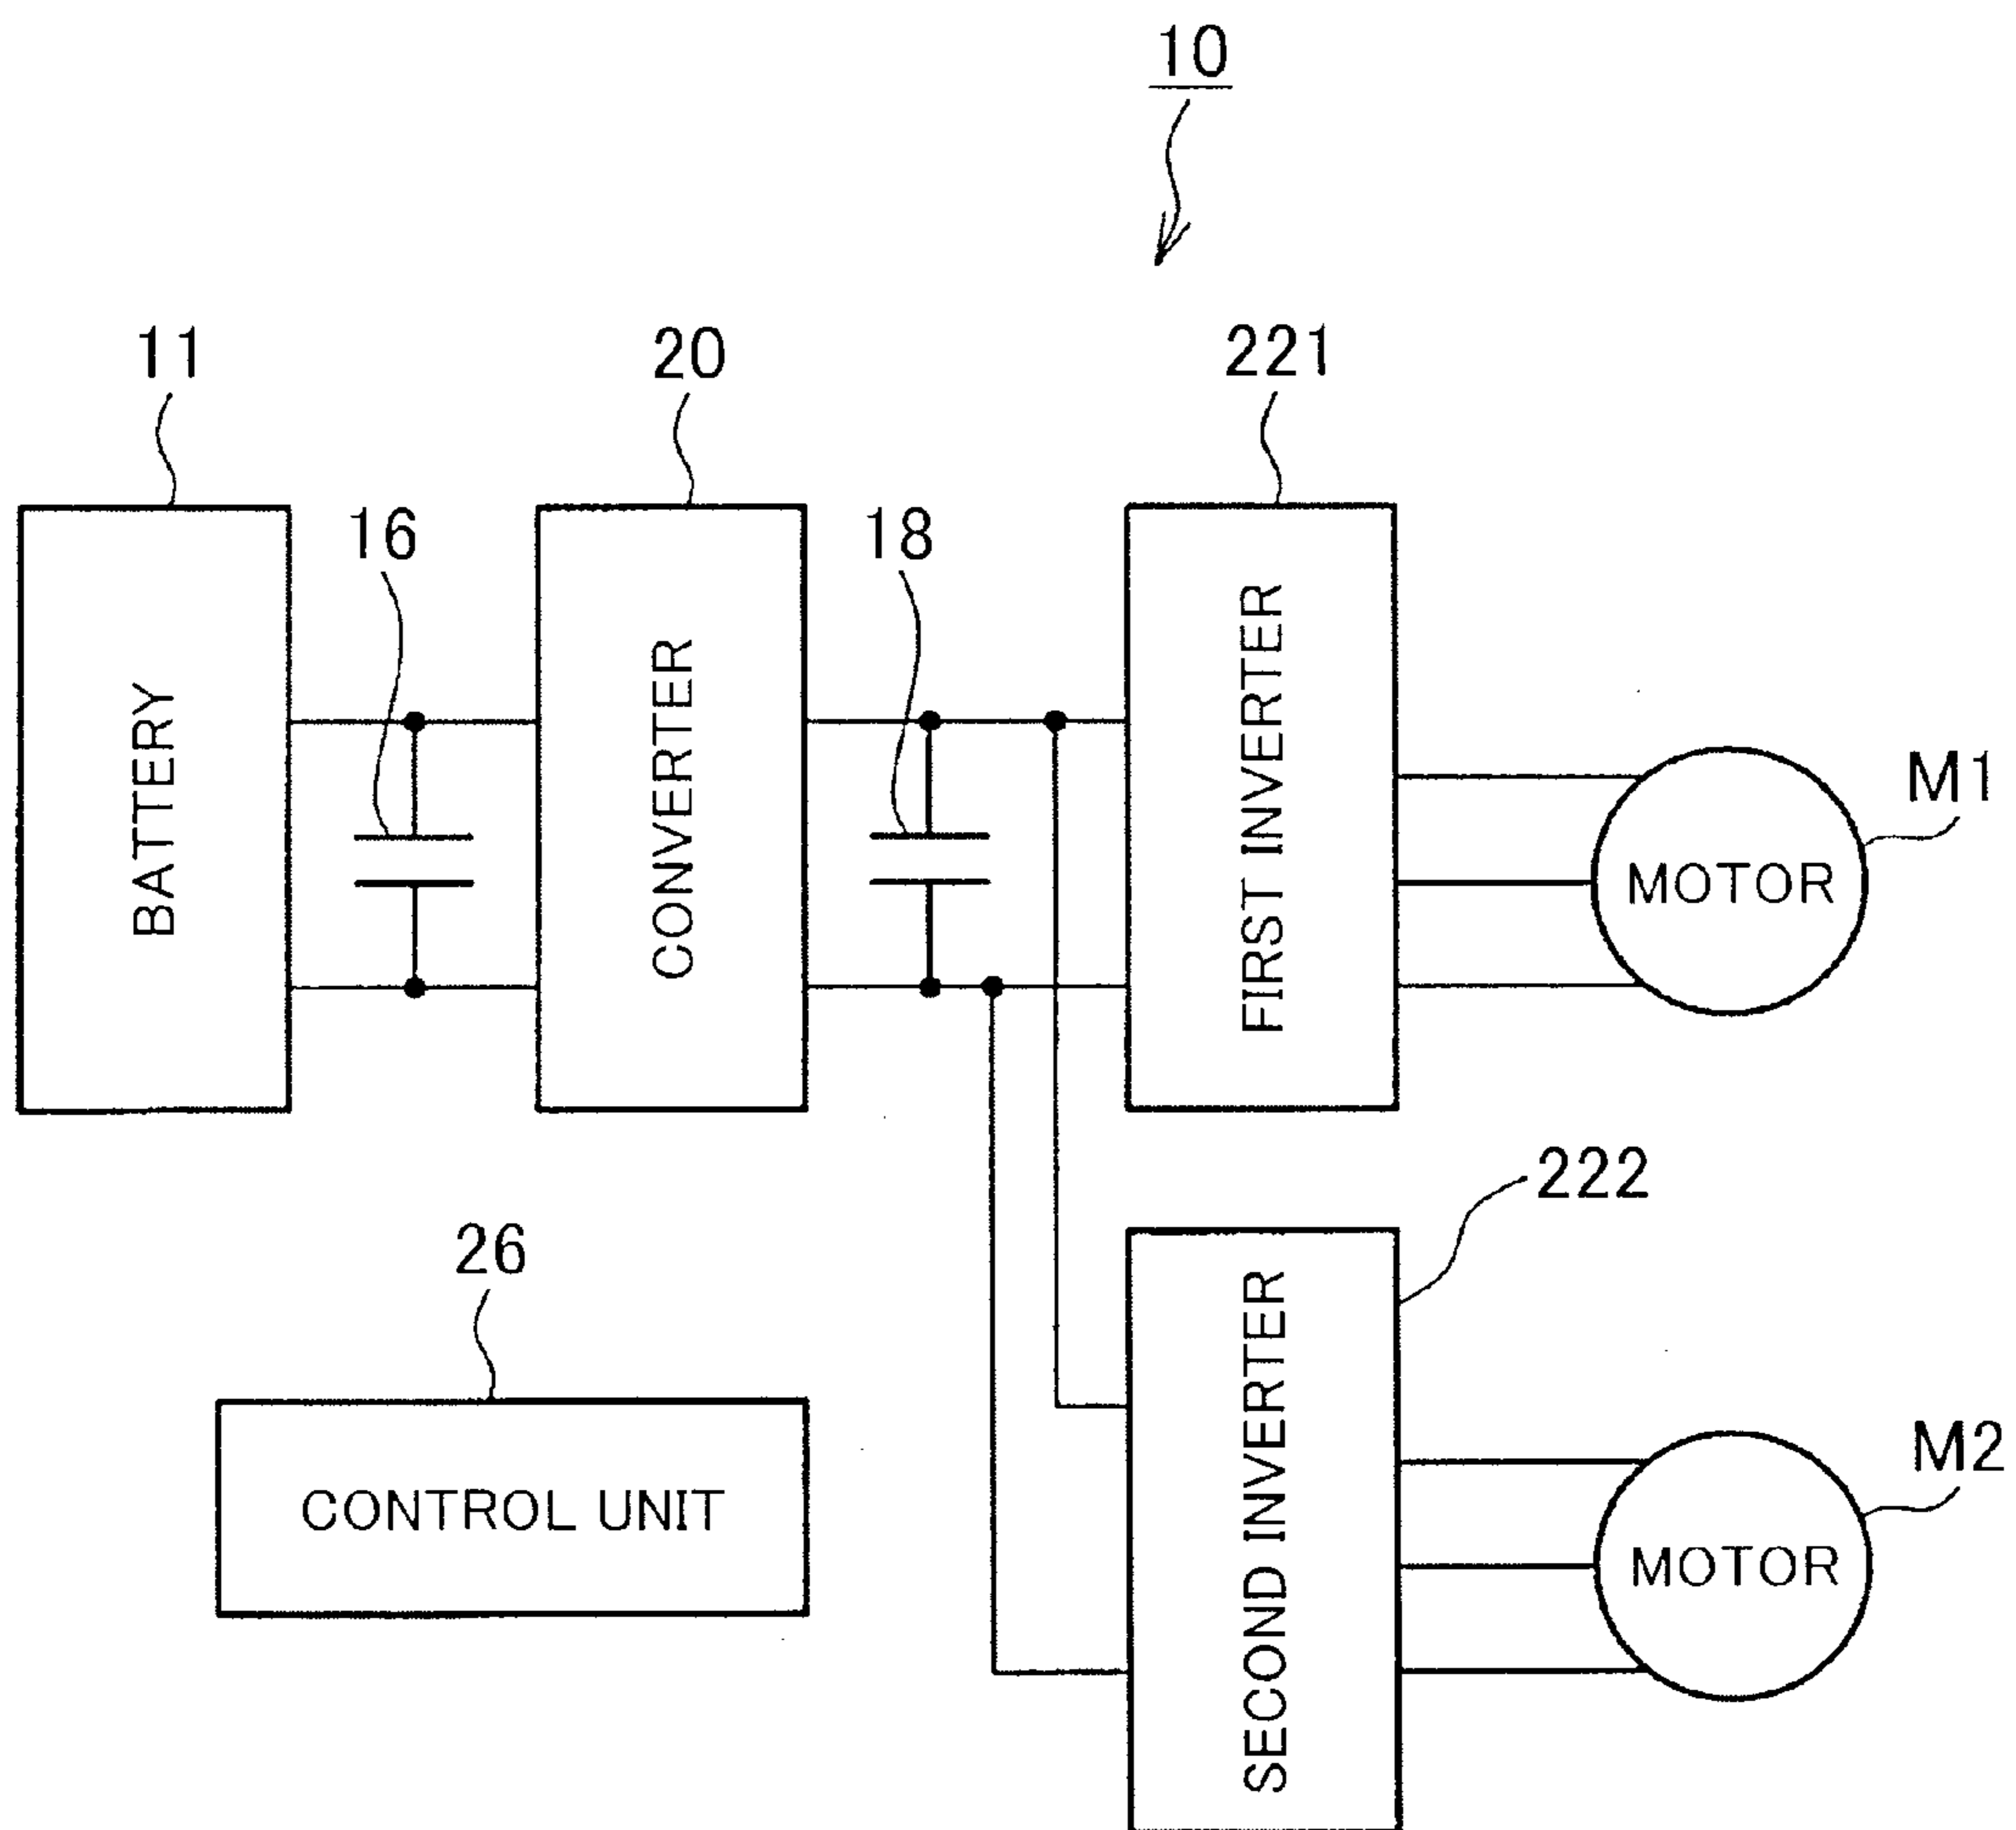 10
11
20
221
16
18
BATTERY
CONVERTER
FIRST INVERTER
M1
MOTOR
222
26
CONTROL UNIT
SECOND INVERTER
M2
MOTOR